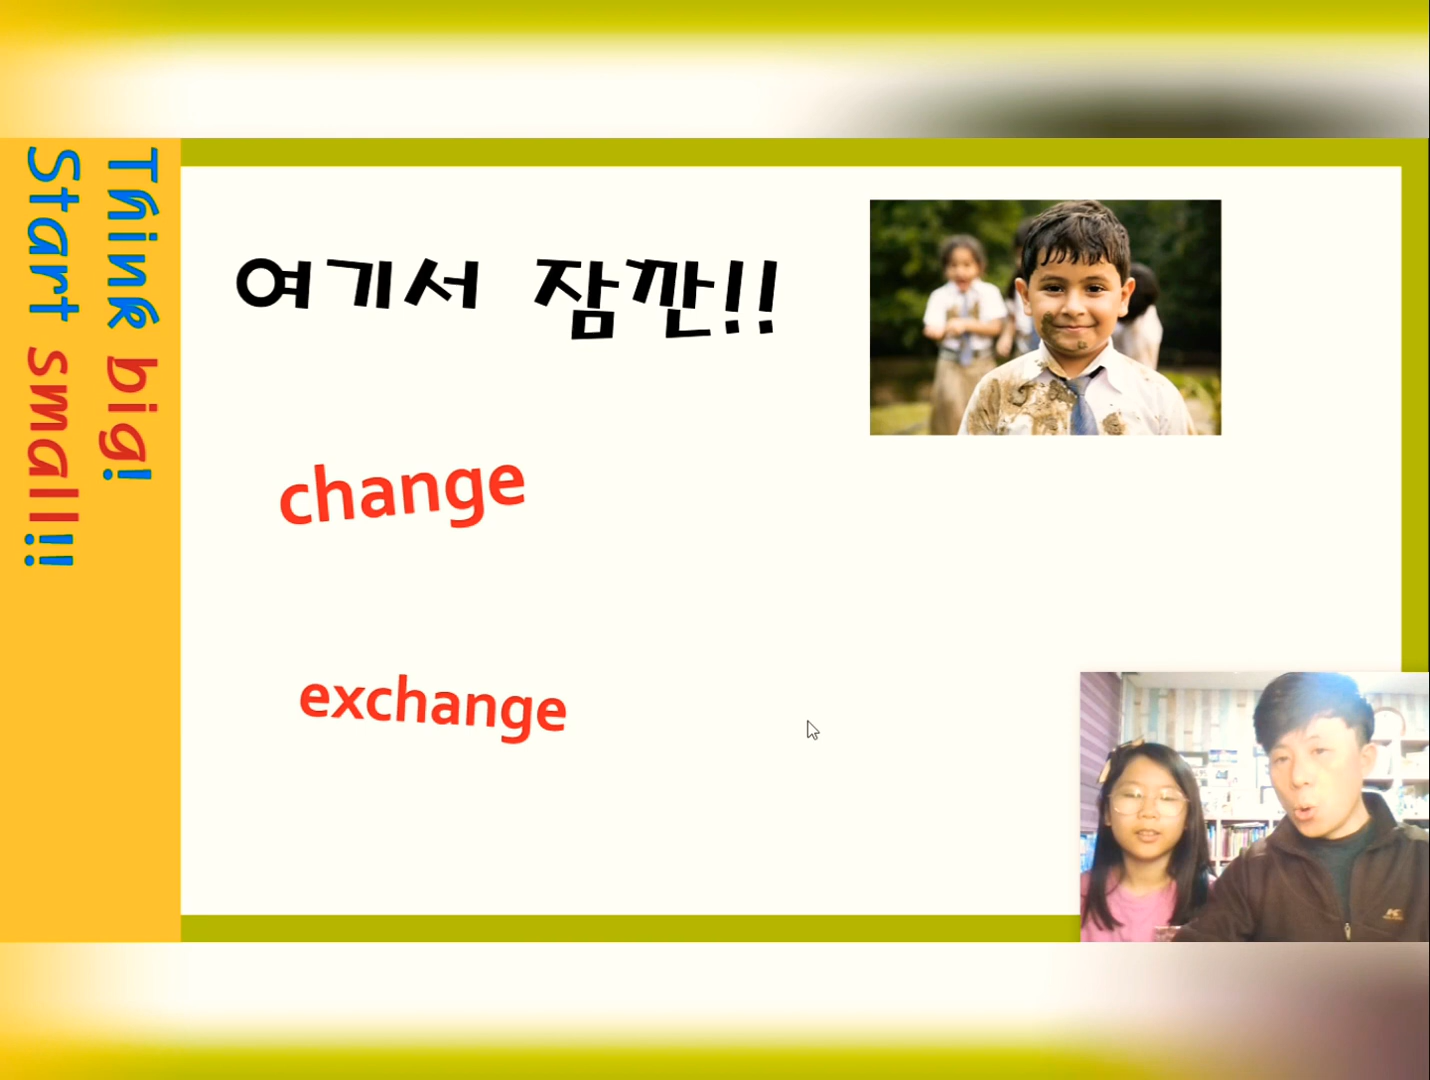 Think big!
Start small!!
여기서 잠깐!!
change
exchange